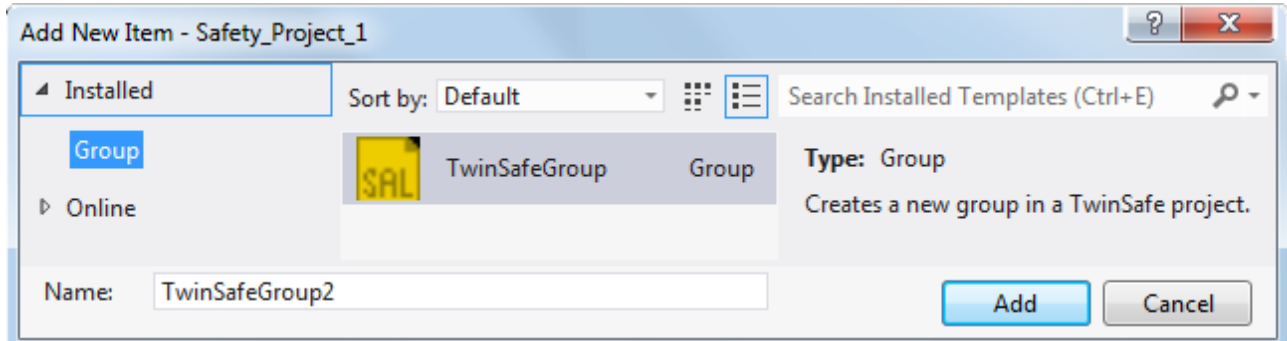 Add New Item - Safety_Project_1
Installed
Sort by: Default
Search Installed Templates (Ctrl+E)
Group
SAL
TwinSafeGroup Group
Type: Group
Online
Creates a new group in a TwinSafe project.
Name: TwinSafeGroup2
Add
Cancel